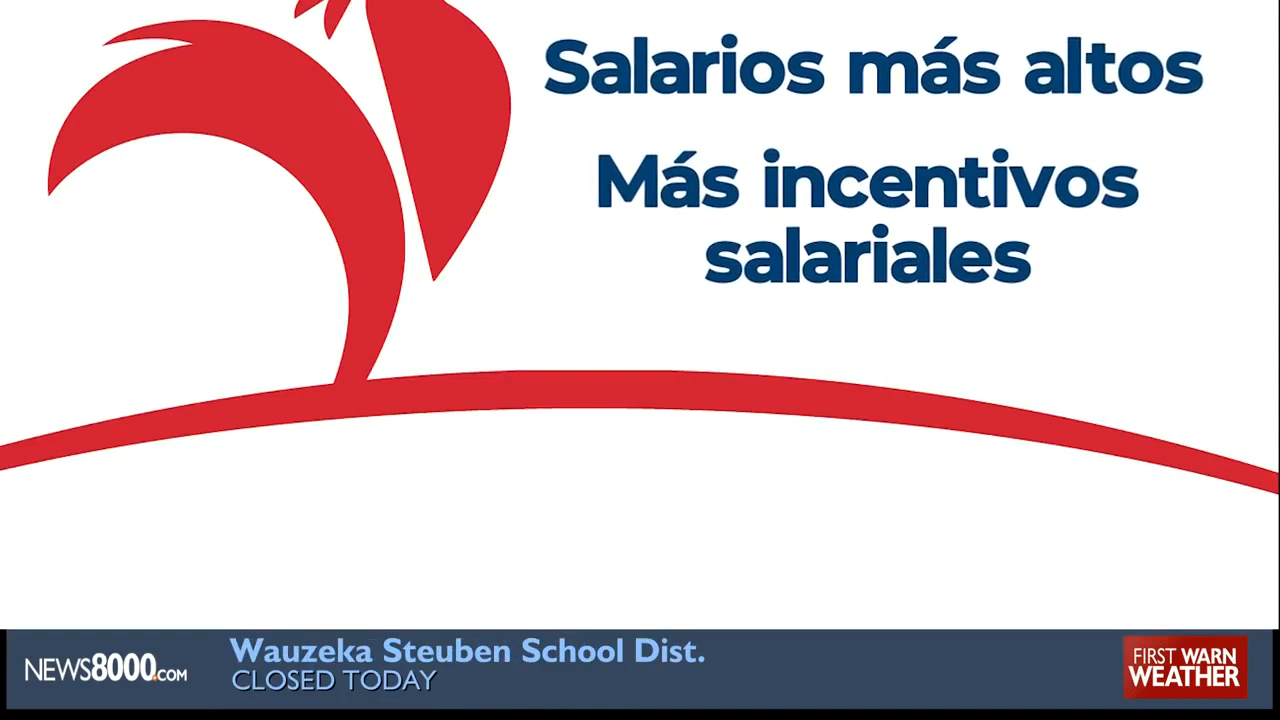 Salarios más altos
Más incentivos
salariales
Wauzeka Steuben School Dist.
CLOSED TODAY
NEWS8000.COM
FIRST WARN
WEATHER